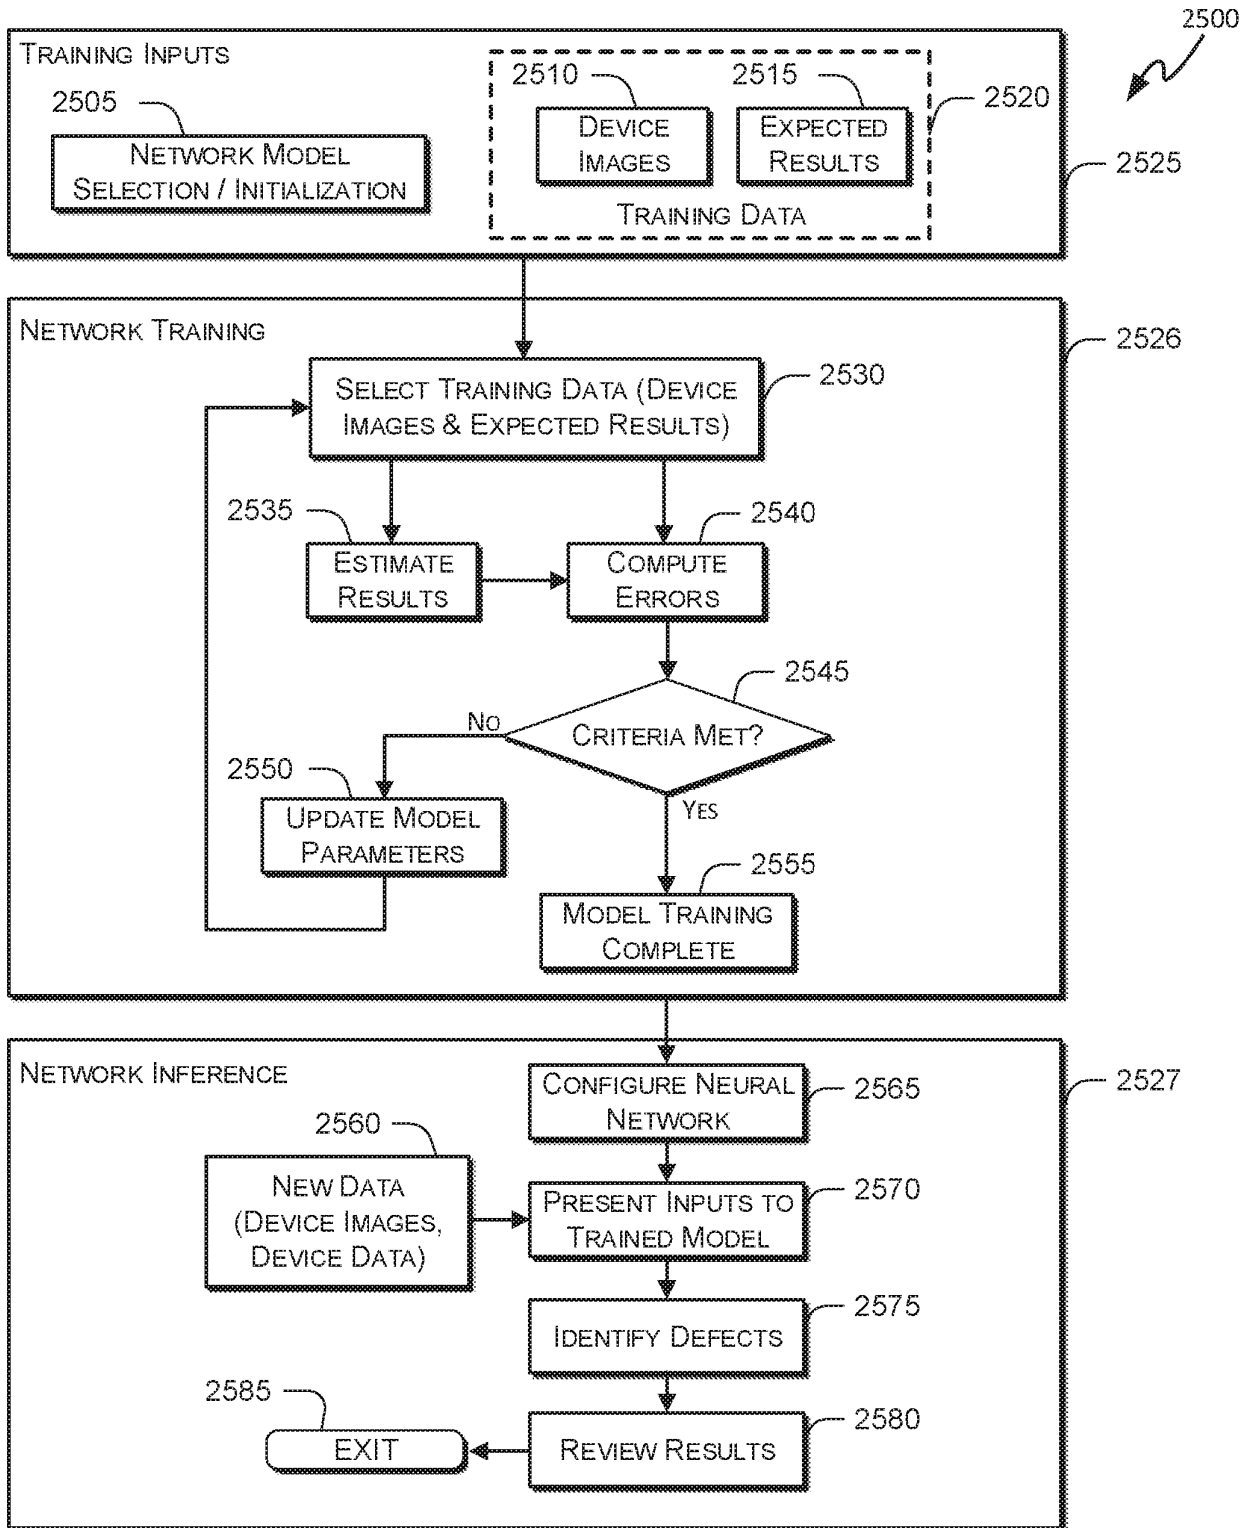 2500
TRAINING INPUTS
2505
NETWORK MODEL
SELECTION / INITIALIZATION
2510
DEVICE
IMAGES
2515
EXPECTED
RESULTS
TRAINING DATA
2520
2525
NETWORK TRAINING
2526
SELECT TRAINING DATA (DEVICE
IMAGES & EXPECTED RESULTS)
2530
2535
ESTIMATE
RESULTS
2540
COMPUTE
ERRORS
2545
CRITERIA MET?
NO
2550
UPDATE MODEL
PARAMETERS
YES
2555
MODEL TRAINING
COMPLETE
NETWORK INFERENCE
2527
CONFIGURE NEURAL
NETWORK
2565
2560
NEW DATA
(DEVICE IMAGES,
DEVICE DATA)
PRESENT INPUTS TO
TRAINED MODEL
2570
IDENTIFY DEFECTS
2575
REVIEW RESULTS
2580
2585
EXIT